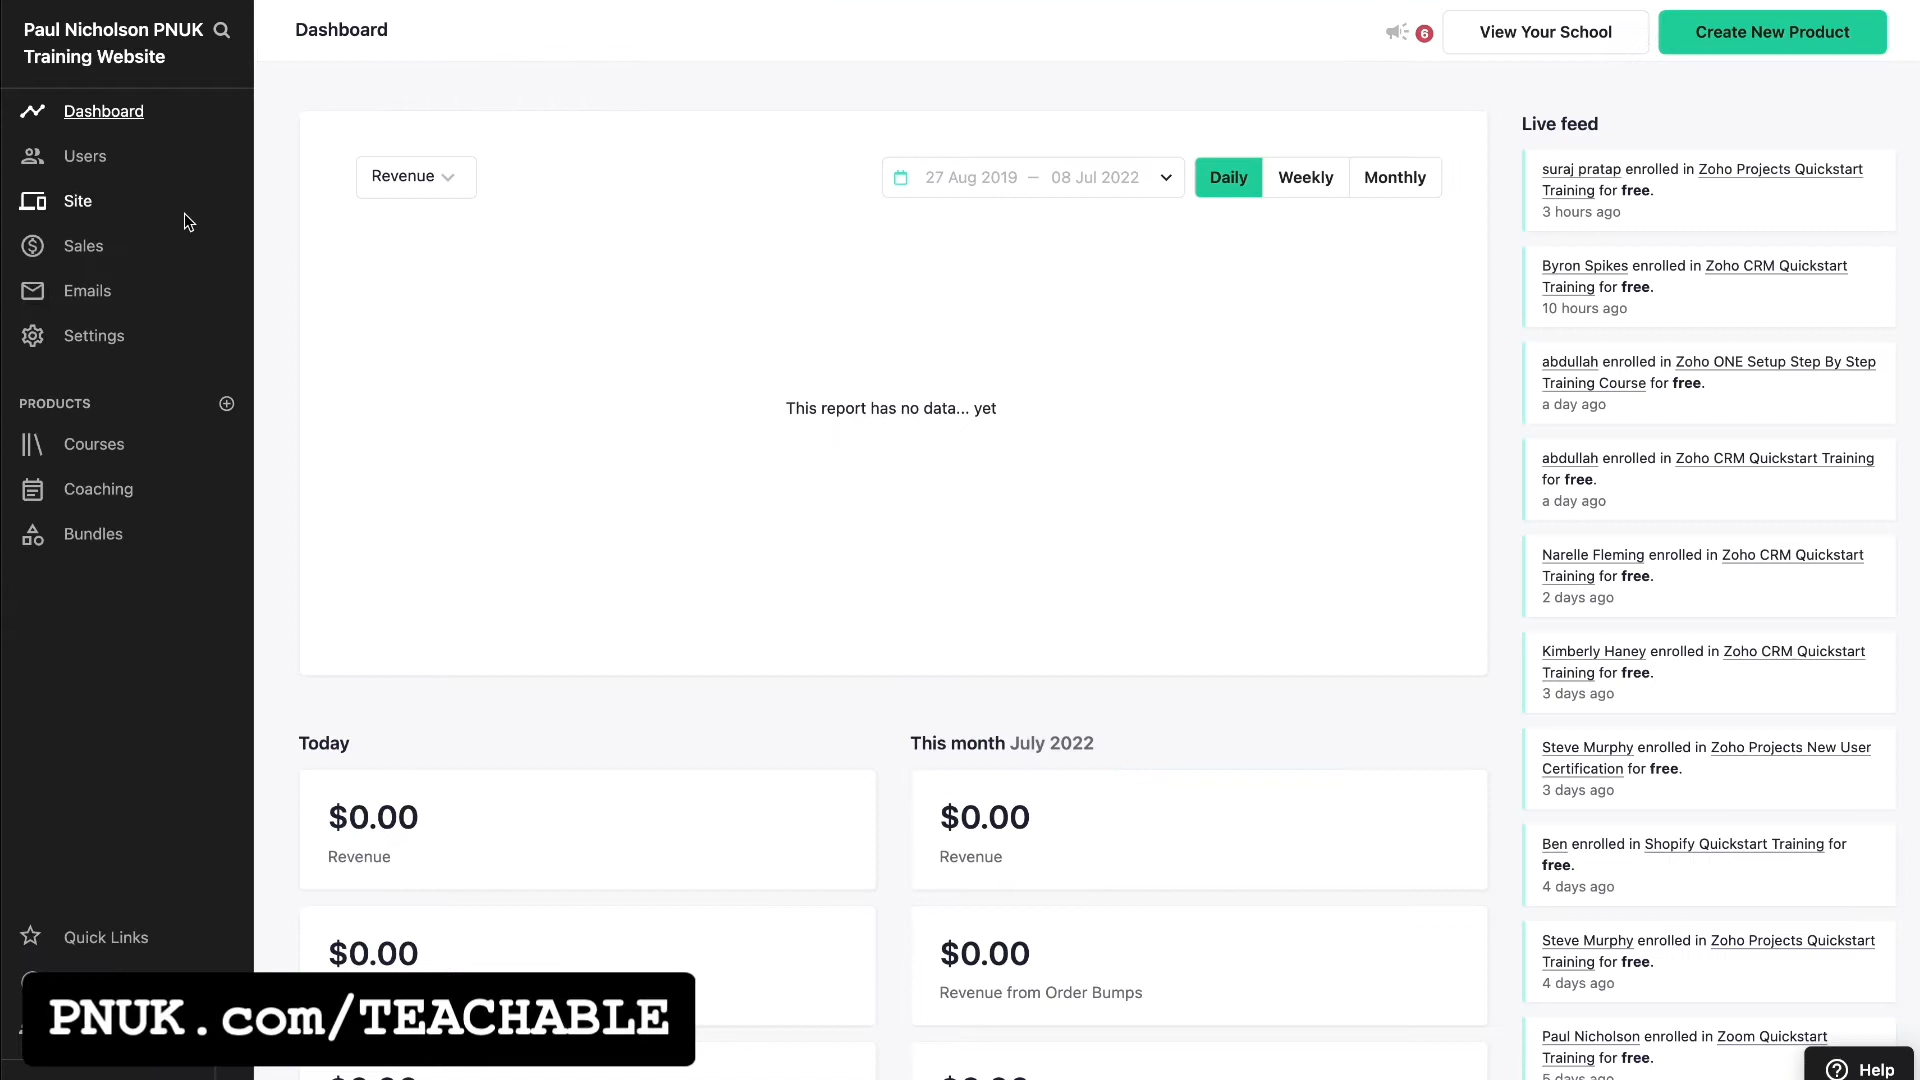 Paul Nicholson PNUK
Training Website
Dashboard
Users
Site
Sales
Emails
Settings
PRODUCTS
Courses
Coaching
Bundles
Quick Links
Dashboard
6
View Your School
Create New Product
Revenue
27 Aug 2019 — 08 Jul 2022
Daily
Weekly
Monthly
This report has no data... yet
Today
$0.00
Revenue
$0.00
This month July 2022
$0.00
Revenue
$0.00
Revenue from Order Bumps
Live feed
suraj pratap enrolled in Zoho Projects Quickstart
Training for free.
3 hours ago
Byron Spikes enrolled in Zoho CRM Quickstart
Training for free.
10 hours ago
abdullah enrolled in Zoho ONE Setup Step By Step
Training Course for free.
a day ago
abdullah enrolled in Zoho CRM Quickstart Training
for free.
a day ago
Narelle Fleming enrolled in Zoho CRM Quickstart
Training for free.
2 days ago
Kimberly Haney enrolled in Zoho CRM Quickstart
Training for free.
3 days ago
Steve Murphy enrolled in Zoho Projects New User
Certification for free.
3 days ago
Ben enrolled in Shopify Quickstart Training for
free.
4 days ago
Steve Murphy enrolled in Zoho Projects Quickstart
Training for free.
4 days ago
Paul Nicholson enrolled in Zoom Quickstart
Training for free.
5 days ago
Help
PNUK.com/TEACHABLE